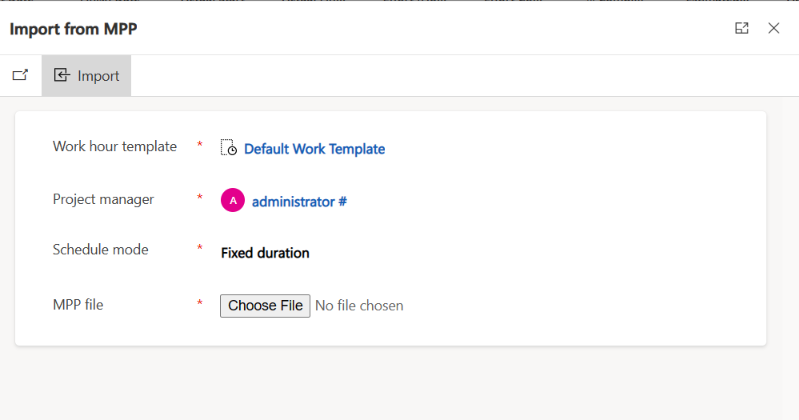 Import from MPP
Import
Work hour template * Default Work Template
Project manager * A administrator #
Schedule mode * Fixed duration
MPP file * Choose File No file chosen